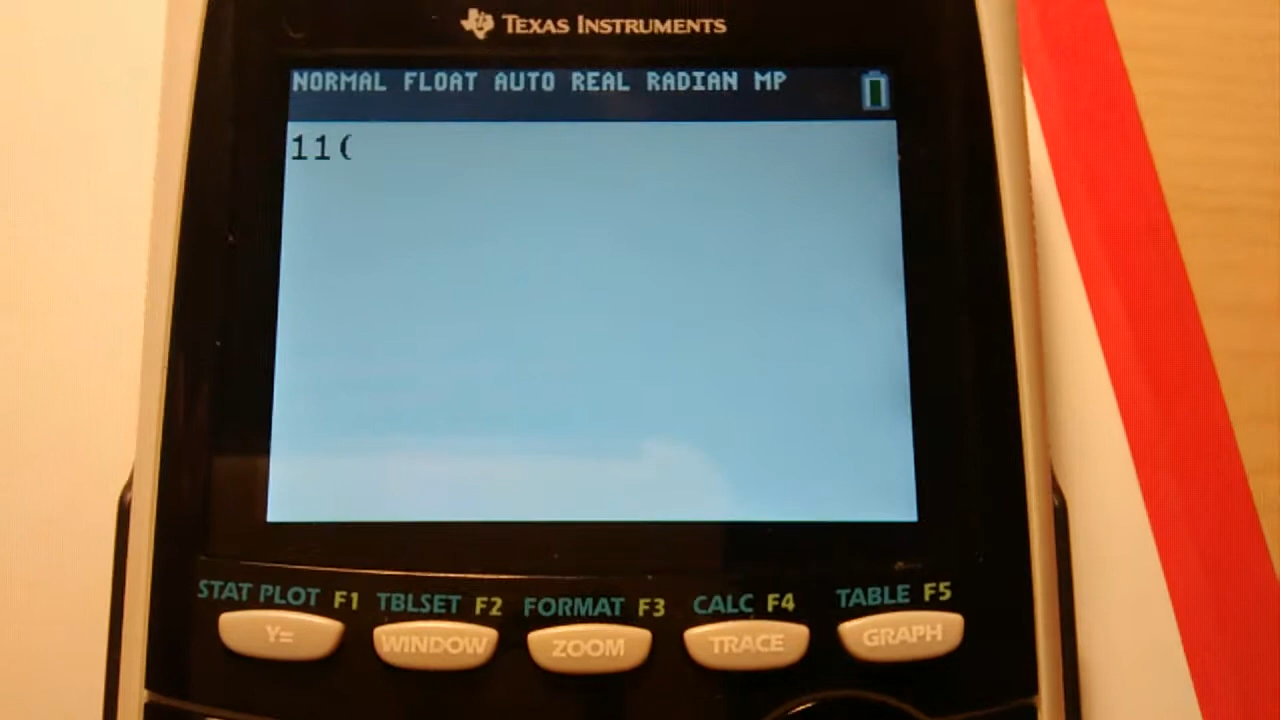 TEXAS INSTRUMENTS
NORMAL FLOAT AUTO REAL RADIAN MP
11(
STAT PLOT F1 TBLSET F2 FORMAT F3 CALC F4 TABLE F5
Y= WINDOW ZOOM TRACE GRAPH